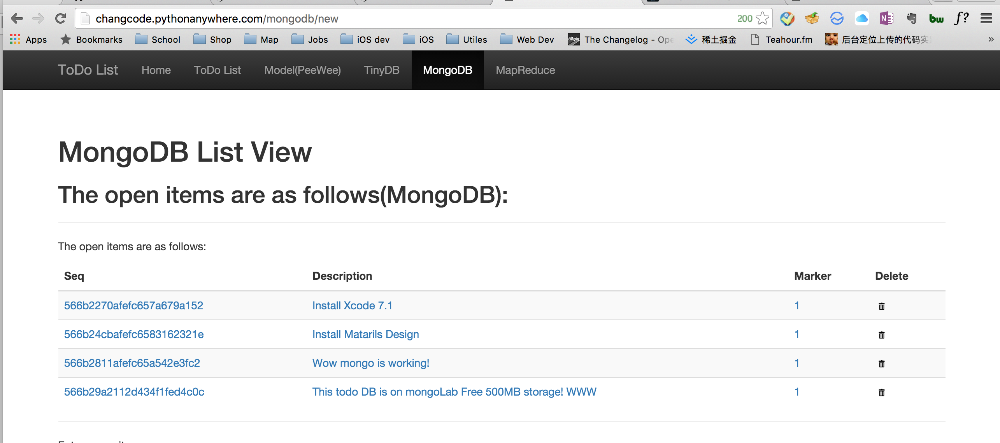 changcode.pythonanywhere.com/mongodb/new 200 bw f?
Apps Bookmarks School Shop Map Jobs iOS dev iOS Utiles Web Dev The Changelog - Ope 稀土掘金 Teahour.fm 后台定位上传的代码实 »
ToDo List Home ToDo List Model(PeeWee) TinyDB MongoDB MapReduce
MongoDB List View
The open items are as follows(MongoDB):
The open items are as follows:
Seq Description Marker Delete
566b2270afefc657a679a152 Install Xcode 7.1 1
566b24cbafefc6583162321e Install Matarils Design 1
566b2811afefc65a542e3fc2 Wow mongo is working! 1
566b29a2112d434f1fed4c0c This todo DB is on mongoLab Free 500MB storage! WWW 1